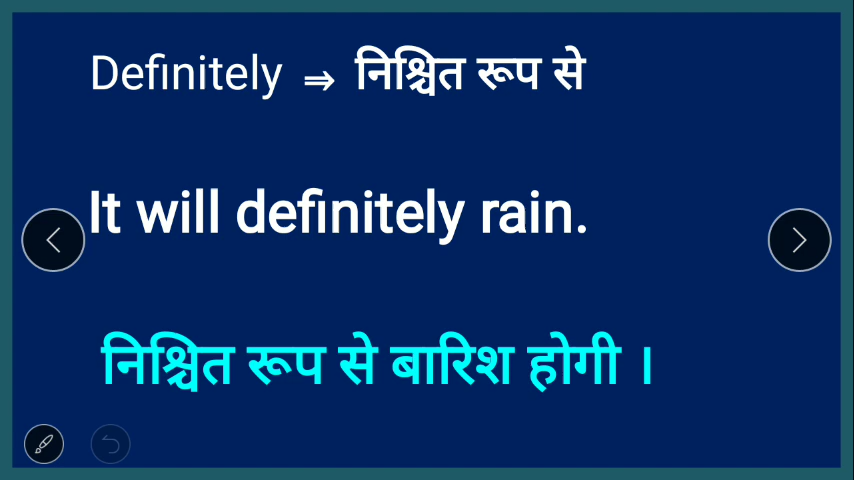 Definitely ⇒ निश्चित रूप से
It will definitely rain.
निश्चित रूप से बारिश होगी ।